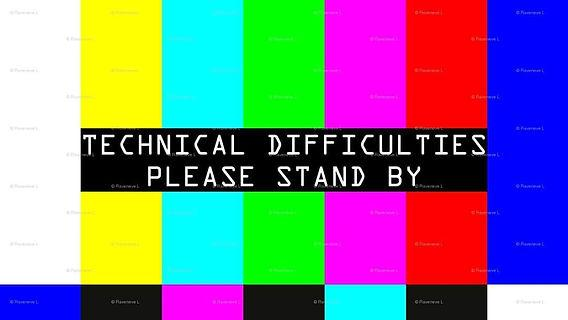 TECHNICAL DIFFICULTIES
PLEASE STAND BY